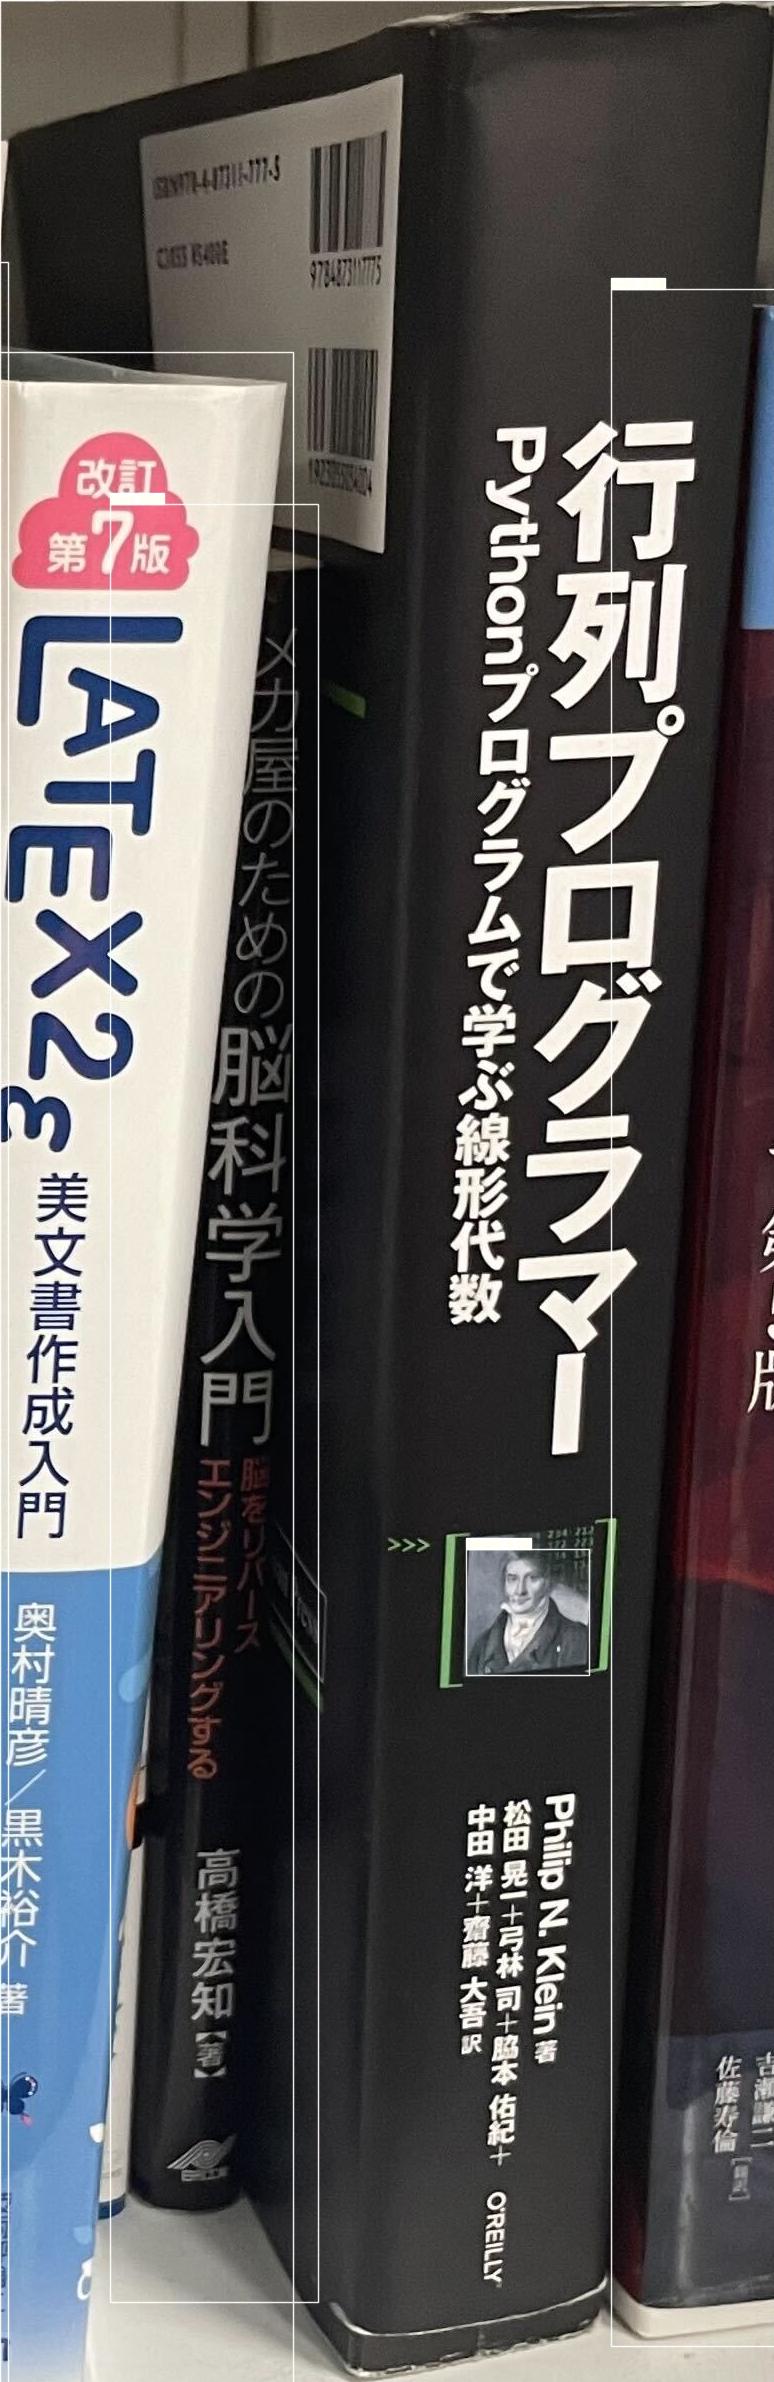 改訂
第7版
LATEX2ε
美文書作成入門
奥村晴彦／黒木裕介 著
メカ屋のための脳科学入門
脳をリバース
エンジニアリングする
高橋宏知【著】
9784873117775
行列プログラマー
Pythonプログラムで学ぶ線形代数
>>>
Philip N. Klein 著
松田 晃一＋弓林 司＋脇本 佑紀＋
中田 洋＋齋藤 大吾 訳
O'REILLY
版
佐藤寿倫